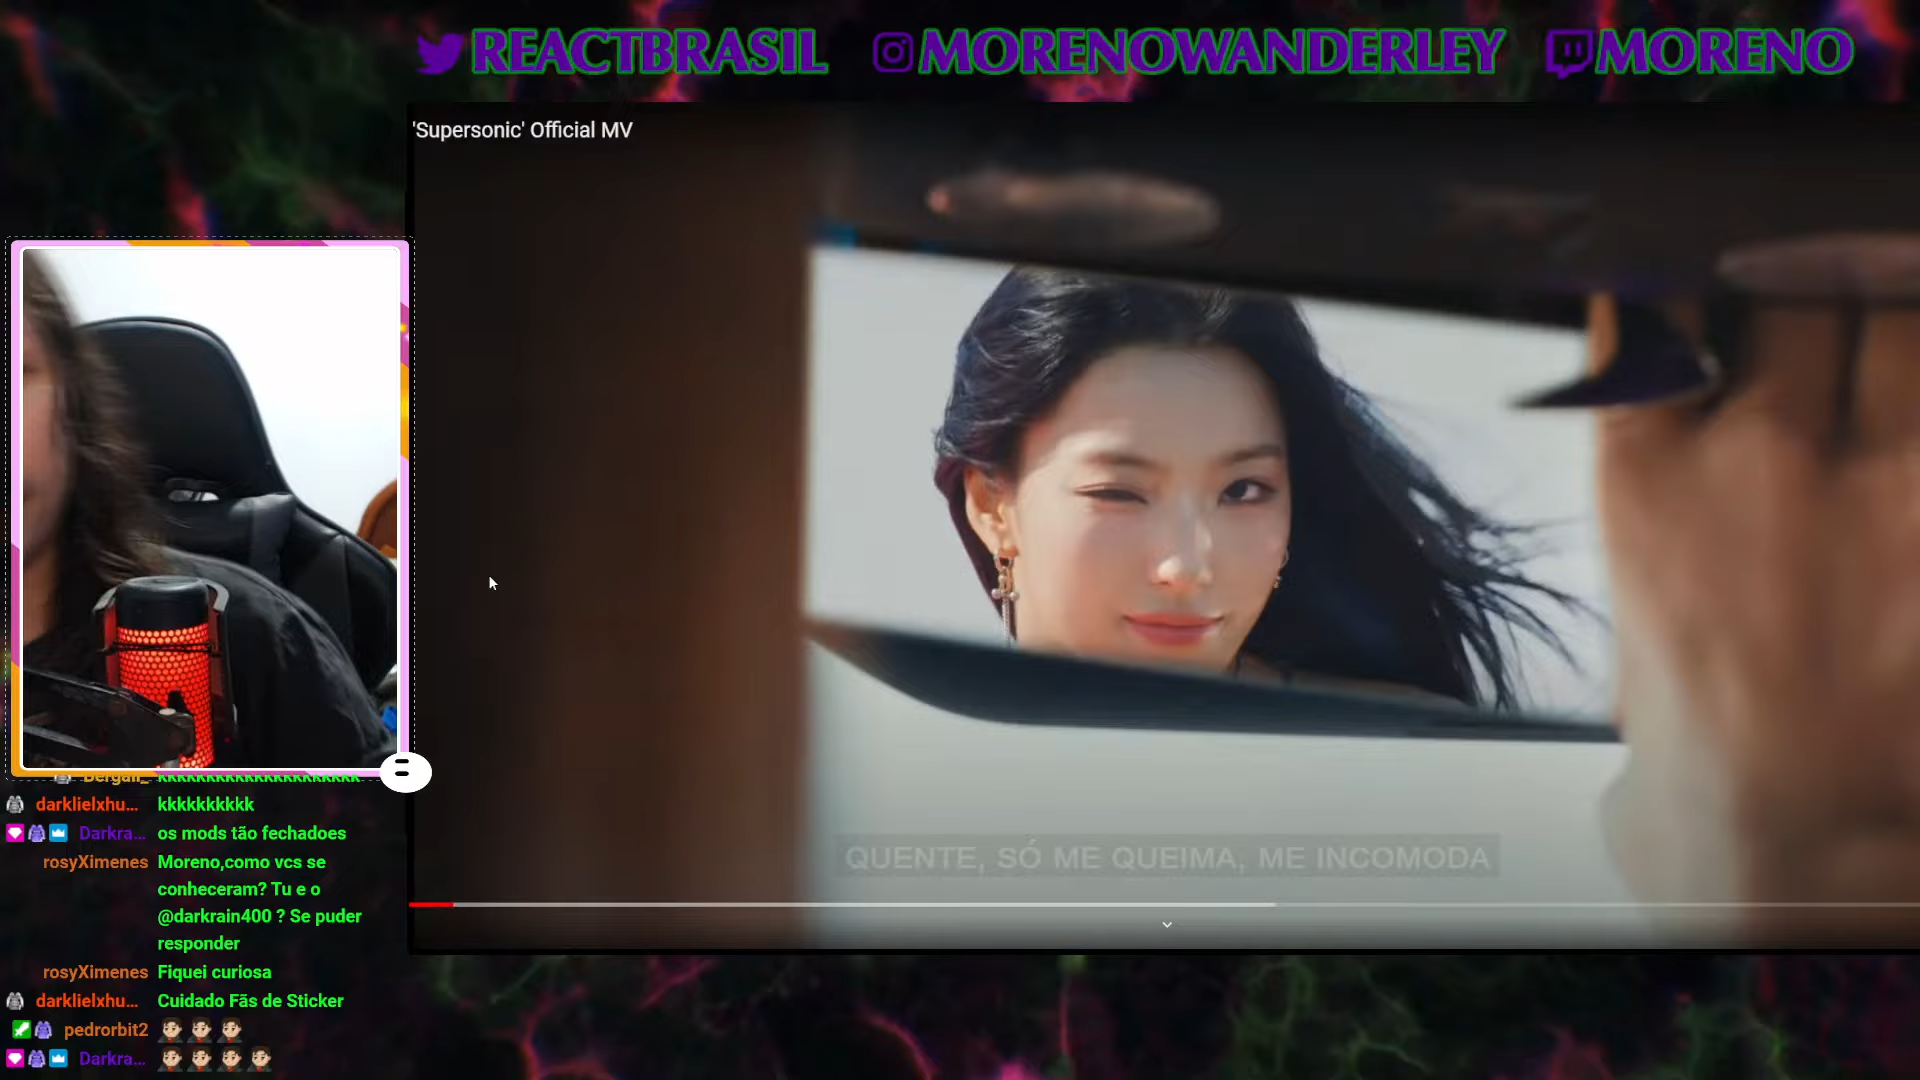 REACTBRASIL MORENOWANDERLEY MORENO
'Supersonic' Official MV
QUENTE, SÓ ME QUEIMA, ME INCOMODA
Bergali_ kkkkkkkkkkkkkkkkkkkkk
darklielxhu... kkkkkkkkkk
Darkra... os mods tão fechadoes
rosyXimenes Moreno,como vcs se
conheceram? Tu e o
@darkrain400 ? Se puder
responder
rosyXimenes Fiquei curiosa
darklielxhu... Cuidado Fãs de Sticker
pedrorbit2
Darkra...